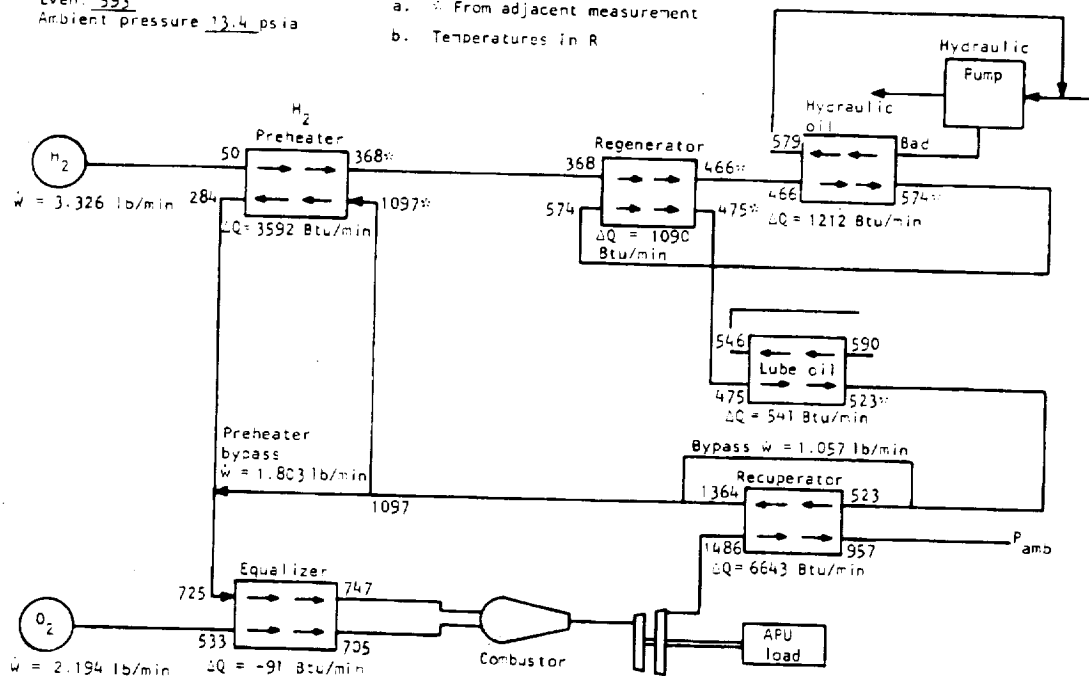 Event 593
Ambient pressure 13.4 psia
a. * From adjacent measurement
b. Temperatures in R
Hydraulic
Pump
H2
Preheater
Hydraulic
oil
Regenerator
H2
50
368*
368
466*
579
Bad
284
1097*
574
475*
466
574*
ẇ = 3.326 lb/min
ΔQ = 3592 Btu/min
ΔQ = 1090
Btu/min
ΔQ = 1212 Btu/min
546
590
Lube oil
475
523*
ΔQ = 541 Btu/min
Preheater
bypass
ẇ = 1.803 lb/min
Bypass ẇ = 1.057 lb/min
Recuperator
1364
523
1097
1486
957
Pamb
ΔQ = 6643 Btu/min
Equalizer
725
747
O2
533
705
ẇ = 2.194 lb/min
ΔQ = -91 Btu/min
Combustor
APU
load